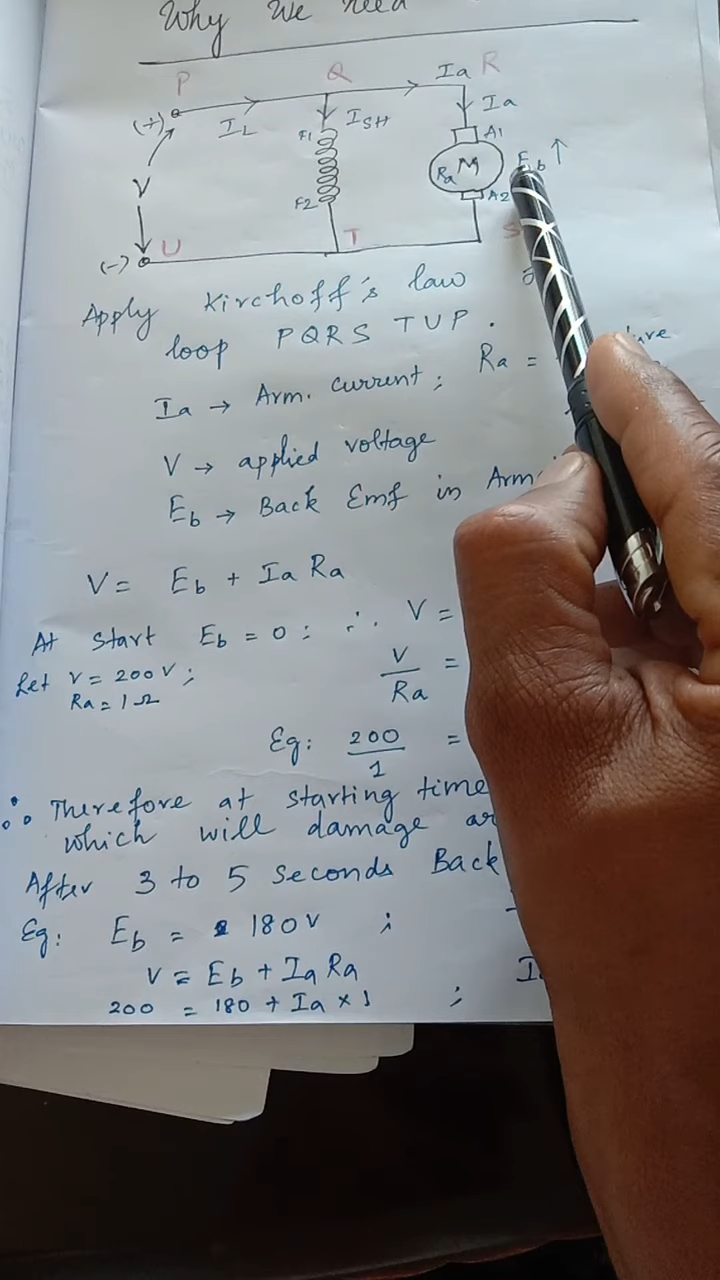 Why We need
P Q Ia R
(+) IL ISH Ia
F1 A1
V Ra M Eb ↑
F2 A2
U T S
(-)
Apply Kirchoff's law
loop PQRS TUP.
Ia → Arm. current; Ra =
V → applied voltage
Eb → Back Emf in Arm
V = Eb + Ia Ra
At start Eb = 0 : ∴ V =
Let V = 200 V;
Ra = 1 Ω
V/Ra =
Eg: 200/1 =
∴ Therefore at starting time
which will damage
After 3 to 5 seconds Back
Eg: Eb = 180V ;
V = Eb + Ia Ra
200 = 180 + Ia × 1 ;